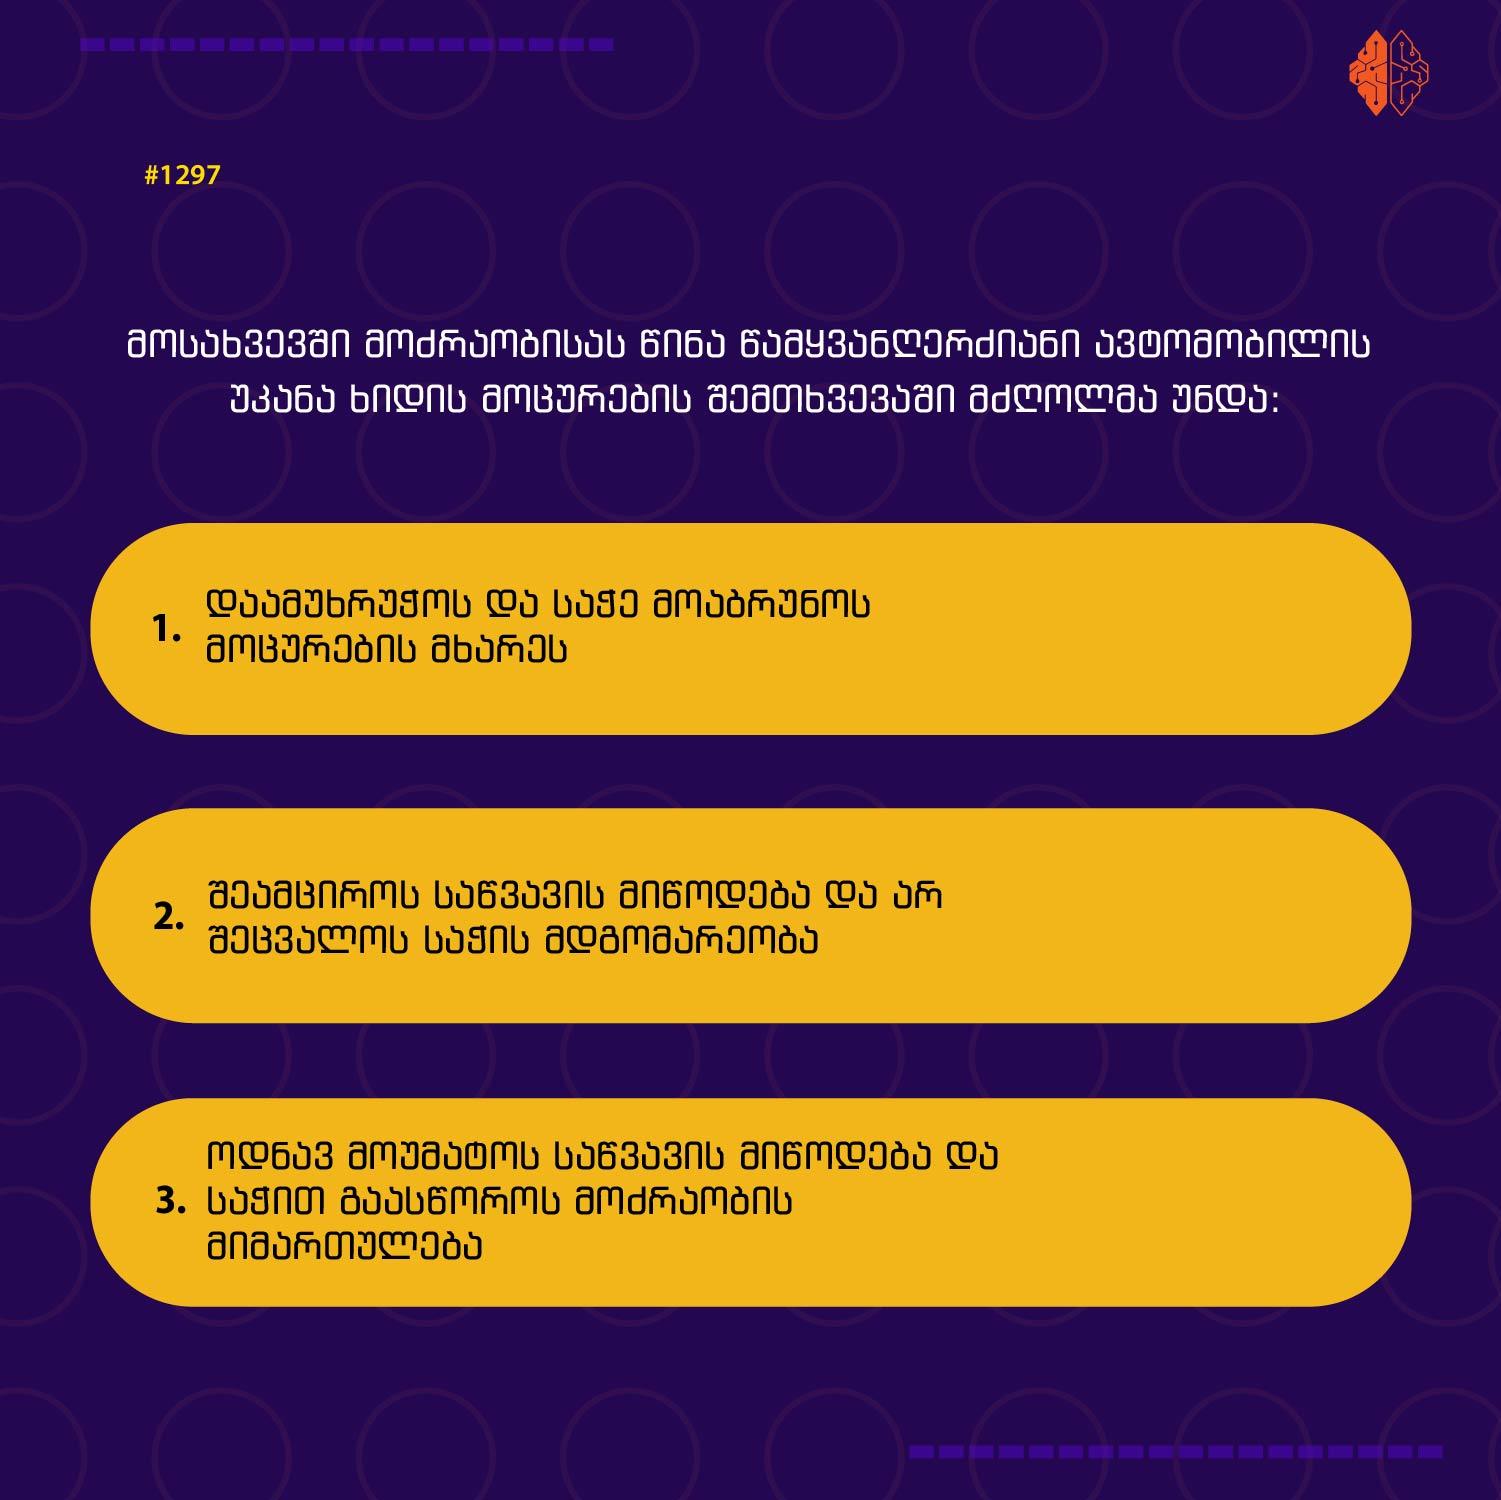 #1297
მოსახვევში მოძრაობისას წინა წამყვანღერძიანი ავტომობილის
უკანა ხიდის მოცურების შემთხვევაში მძღოლმა უნდა:
1. დაამუხრუჭოს და საჭე მოაბრუნოს
მოცურების მხარეს
2. შეამციროს საწვავის მიწოდება და არ
შეცვალოს საჭის მდგომარეობა
3. ოდნავ მოუმატოს საწვავის მიწოდება და
საჭით გაასწოროს მოძრაობის
მიმართულება